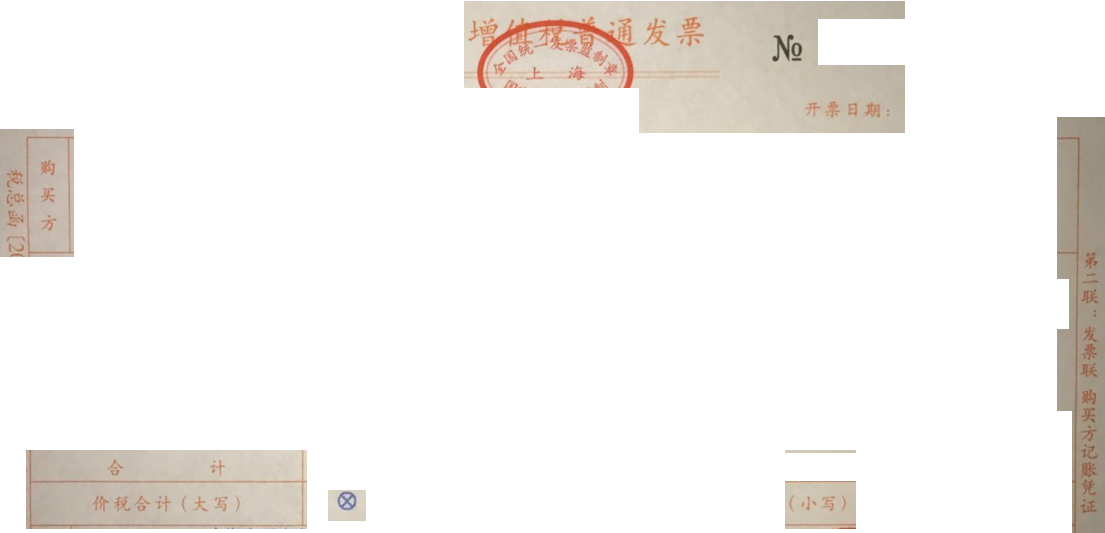 增值税普通发票
全国统一发票监制章
上海
№
开票日期：
购买方
税总函〔20
第二联：发票联 购买方记账凭证
合 计
价税合计（大写）
（小写）